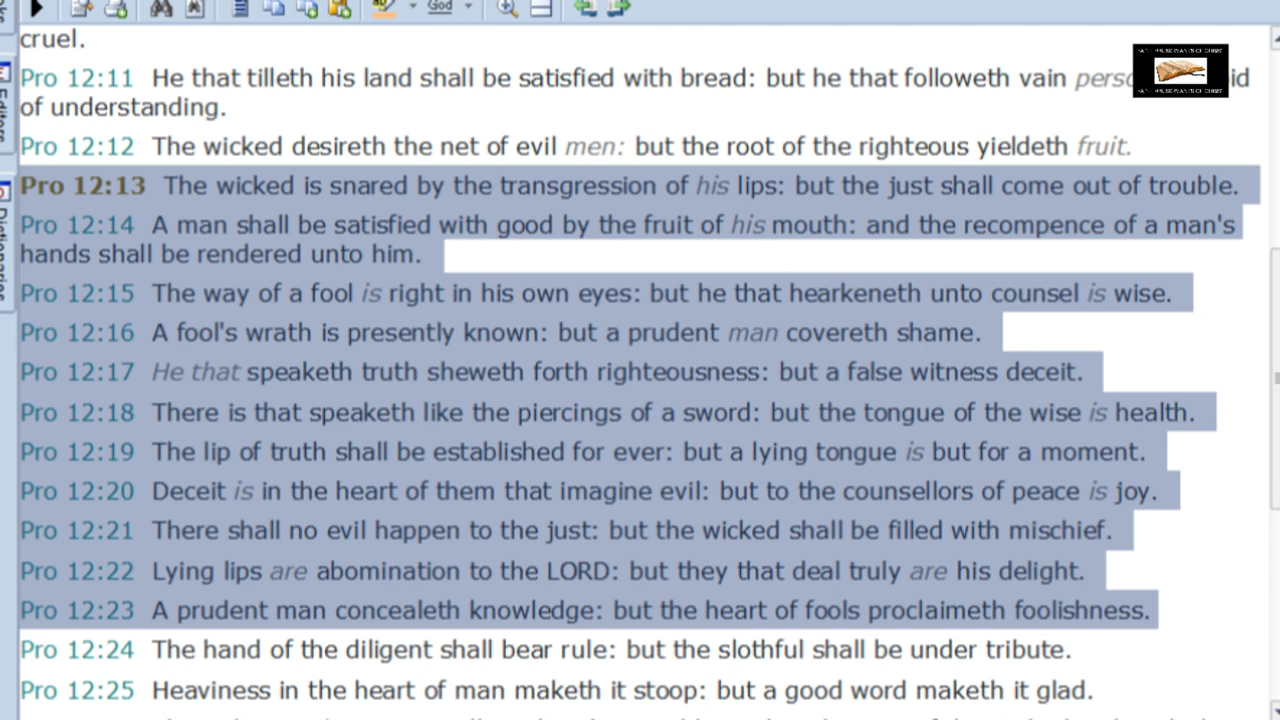 cruel.
Pro 12:11 He that tilleth his land shall be satisfied with bread: but he that followeth vain
of understanding.
Pro 12:12 The wicked desireth the net of evil men: but the root of the righteous yieldeth fruit.
Pro 12:13 The wicked is snared by the transgression of his lips: but the just shall come out of trouble.
Pro 12:14 A man shall be satisfied with good by the fruit of his mouth: and the recompence of a man's
hands shall be rendered unto him.
Pro 12:15 The way of a fool is right in his own eyes: but he that hearkeneth unto counsel is wise.
Pro 12:16 A fool's wrath is presently known: but a prudent man covereth shame.
Pro 12:17 He that speaketh truth sheweth forth righteousness: but a false witness deceit.
Pro 12:18 There is that speaketh like the piercings of a sword: but the tongue of the wise is health.
Pro 12:19 The lip of truth shall be established for ever: but a lying tongue is but for a moment.
Pro 12:20 Deceit is in the heart of them that imagine evil: but to the counsellors of peace is joy.
Pro 12:21 There shall no evil happen to the just: but the wicked shall be filled with mischief.
Pro 12:22 Lying lips are abomination to the LORD: but they that deal truly are his delight.
Pro 12:23 A prudent man concealeth knowledge: but the heart of fools proclaimeth foolishness.
Pro 12:24 The hand of the diligent shall bear rule: but the slothful shall be under tribute.
Pro 12:25 Heaviness in the heart of man maketh it stoop: but a good word maketh it glad.
God
Editors
Dictionaries